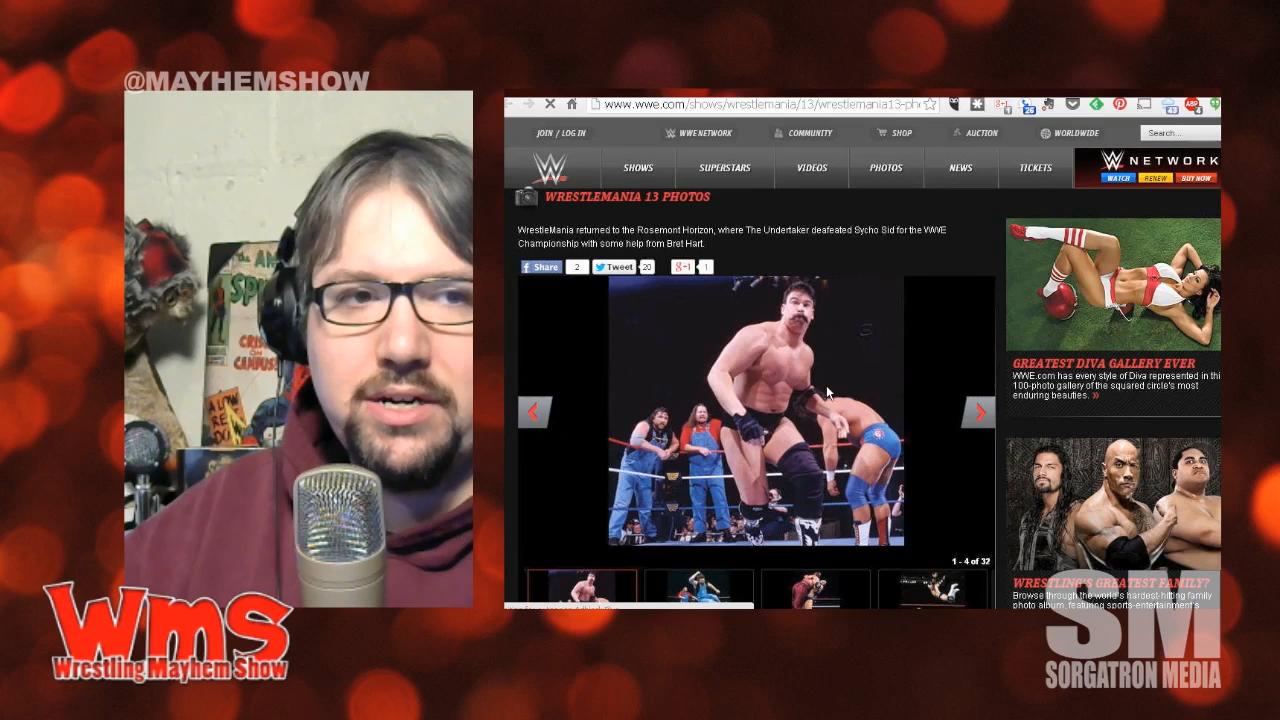 @MAYHEMSHOW
www.wwe.com/shows/wrestlemania/13/wrestlemania13-ph
JOIN / LOG IN
WWE NETWORK
COMMUNITY
SHOP
AUCTION
WORLDWIDE
Search...
SHOWS
SUPERSTARS
VIDEOS
PHOTOS
NEWS
TICKETS
NETWORK
WATCH
RENEW
BUY NOW
WRESTLEMANIA 13 PHOTOS
WrestleMania returned to the Rosemont Horizon, where The Undertaker deafeated Sycho Sid for the WWE
Championship with some help from Bret Hart.
Share
2
Tweet
20
+1
1
1 - 4 of 32
GREATEST DIVA GALLERY EVER
WWE.com has every style of Diva represented in thi
100-photo gallery of the squared circle's most
enduring beauties. »
WRESTLING'S GREATEST FAMILY?
Browse through the world's hardest-hitting family
photo album, featuring sports-entertainment's
CAMPUS!
WMS
Wrestling Mayhem Show
SM
SORGATRON MEDIA